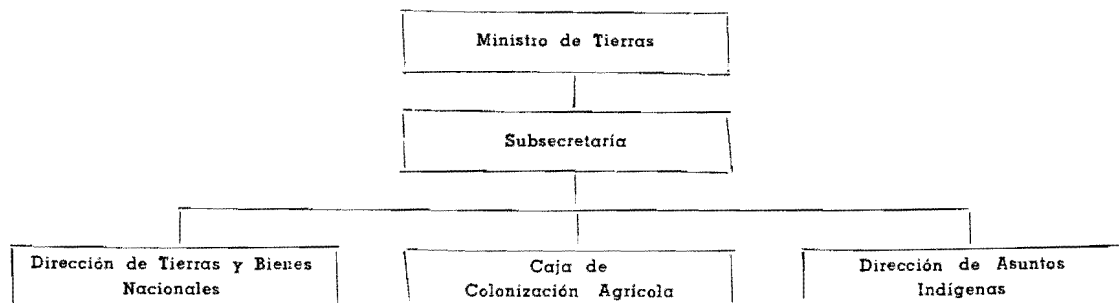 Ministro de Tierras
Subsecretaría
Dirección de Tierras y Bienes
Nacionales
Caja de
Colonización Agrícola
Dirección de Asuntos
Indígenas